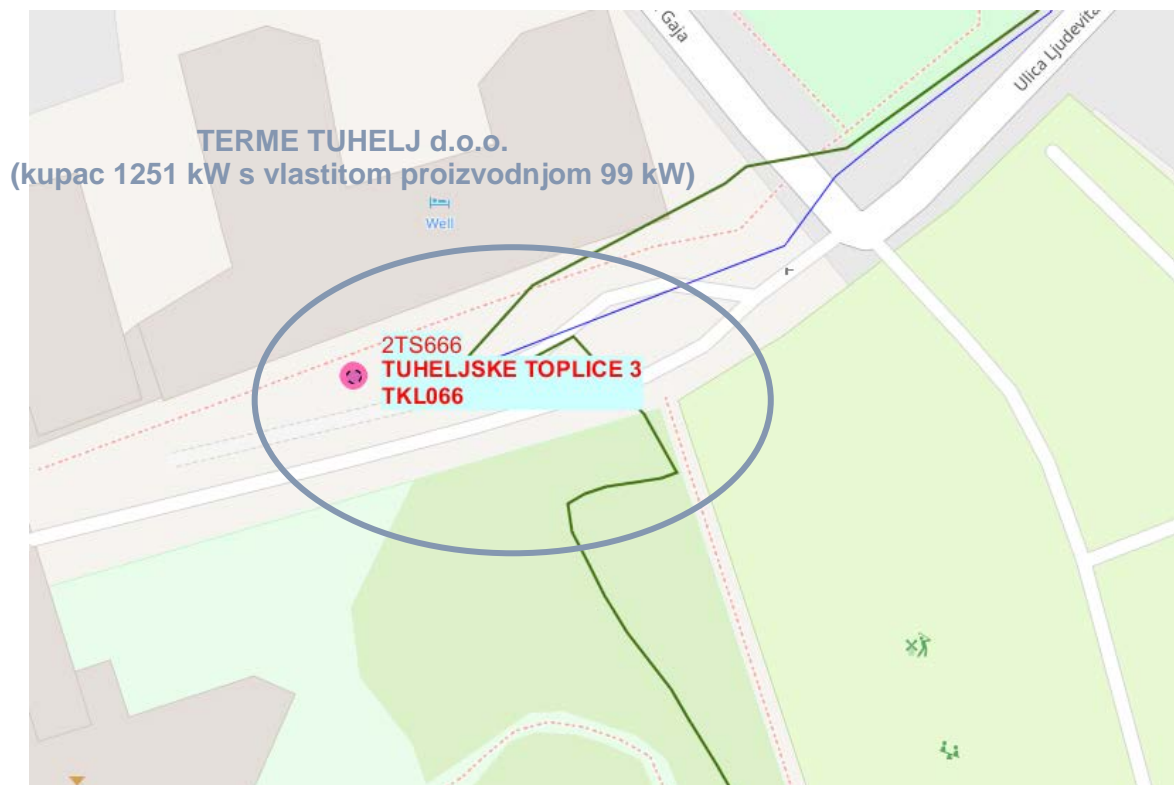 Gaja
Ulica Ljudevita
TERME TUHELJ d.o.o.
(kupac 1251 kW s vlastitom proizvodnjom 99 kW)
Well
2TS666
TUHELJSKE TOPLICE 3
TKL066